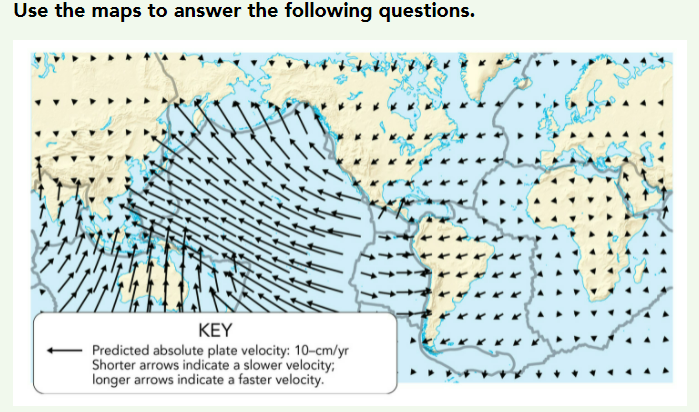 Use the maps to answer the following questions.
KEY
Predicted absolute plate velocity: 10–cm/yr
Shorter arrows indicate a slower velocity;
longer arrows indicate a faster velocity.